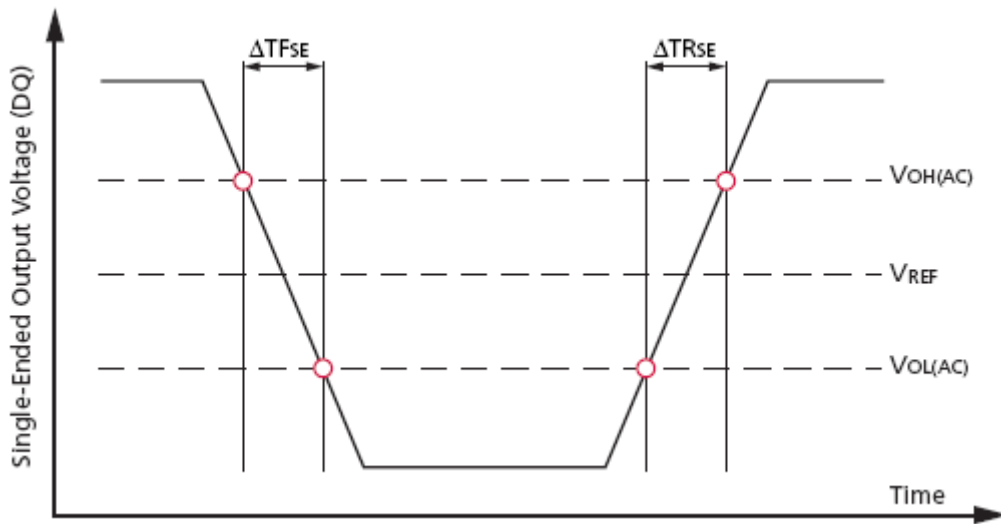 ΔTFSE
ΔTRSE
Single-Ended Output Voltage (DQ)
VOH(AC)
VREF
VOL(AC)
Time